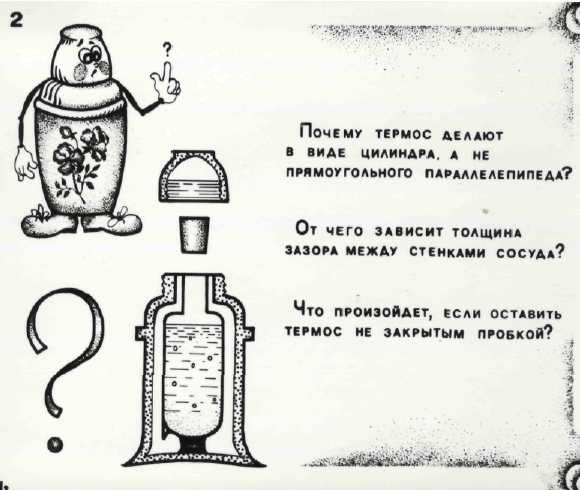 2
?
Почему термос делают
в виде цилиндра, а не
прямоугольного параллелепипеда?
От чего зависит толщина
зазора между стенками сосуда?
Что произойдет, если оставить
термос не закрытым пробкой?
?